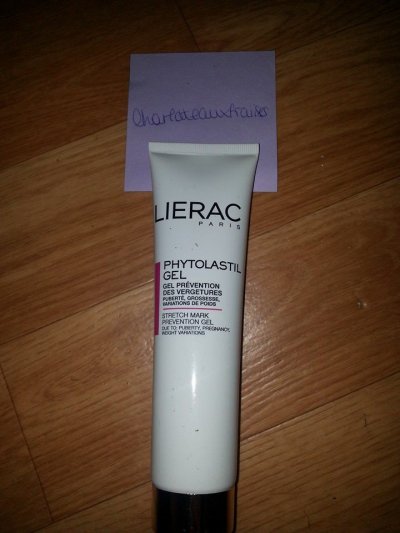 Charlotteauxfraises
LIERAC
PARIS
PHYTOLASTIL
GEL
GEL PRÉVENTION
DES VERGETURES
PUBERTÉ, GROSSESSE,
VARIATIONS DE POIDS
STRETCH MARK
PREVENTION GEL
DUE TO: PUBERTY, PREGNANCY,
WEIGHT VARIATIONS